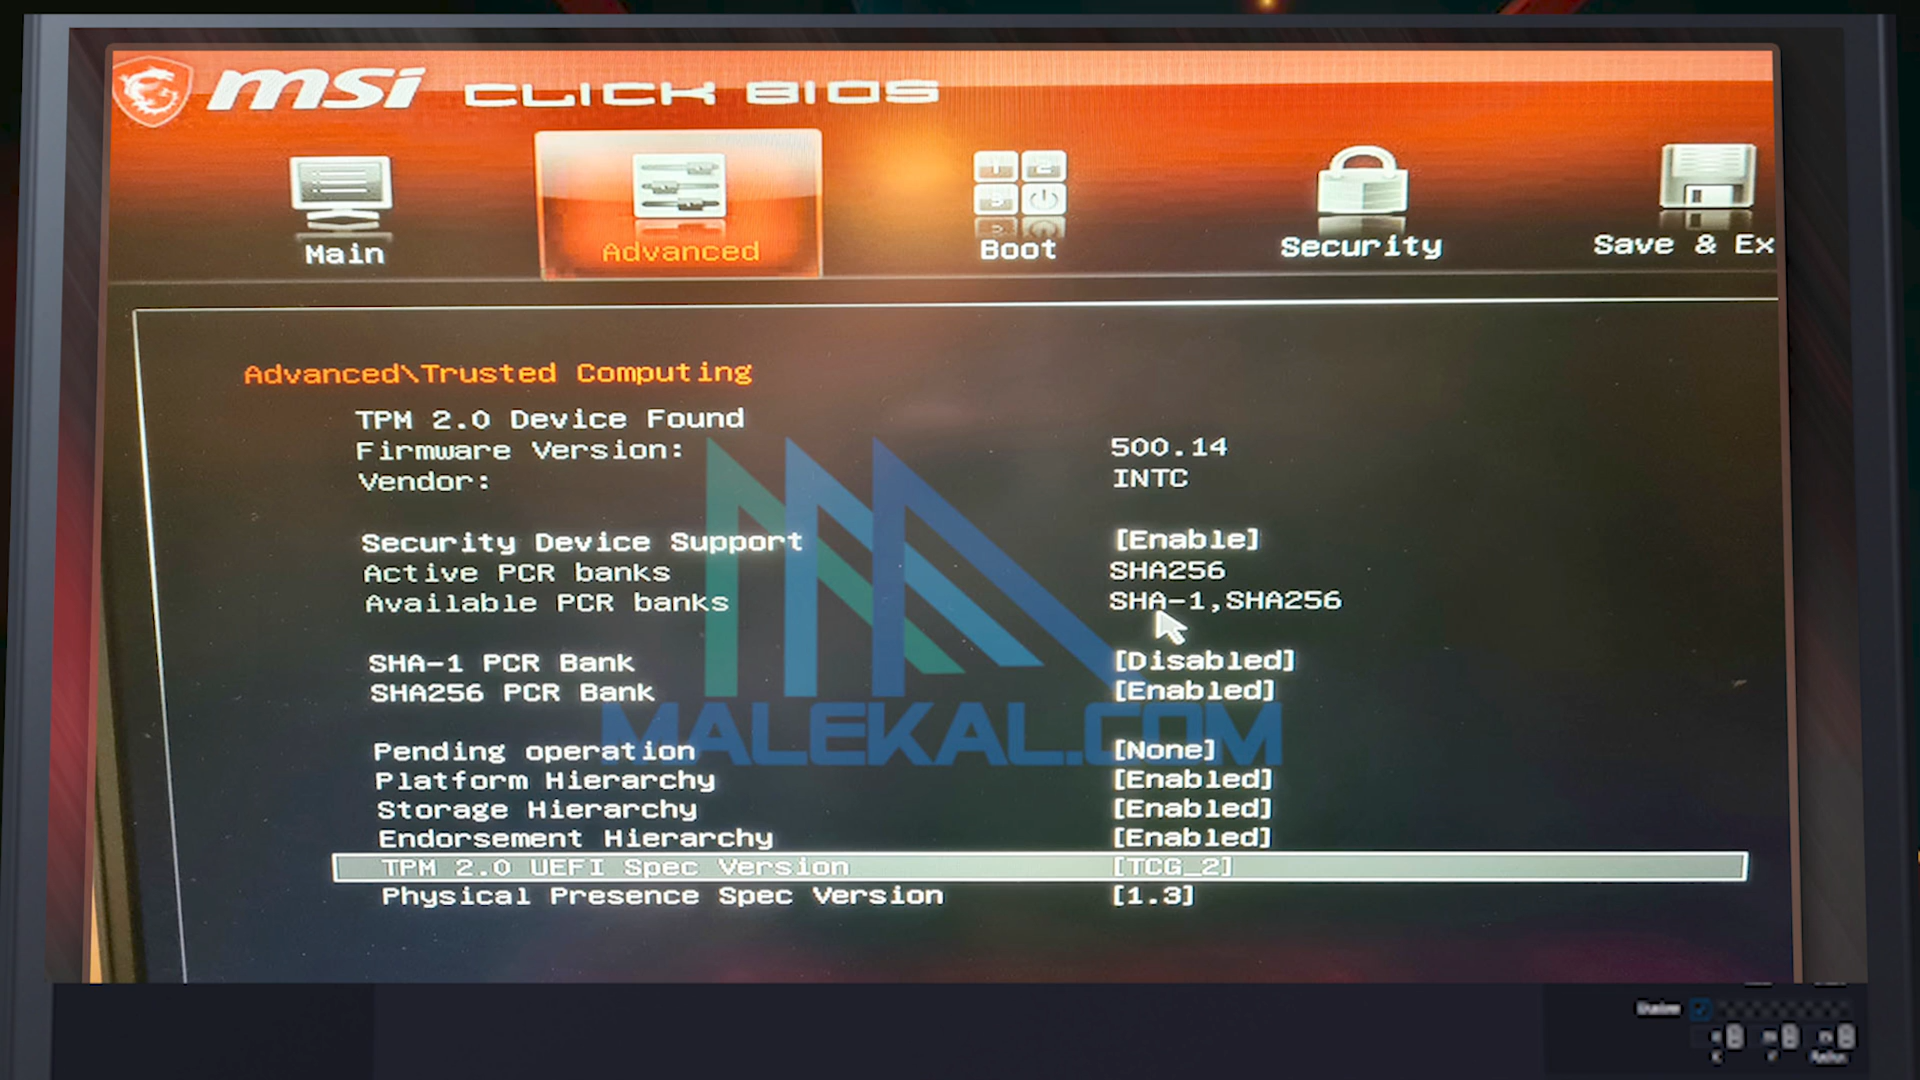 msi CLICK BIOS
Main
Advanced
Boot
Security
Save & Ex
Advanced\Trusted Computing
TPM 2.0 Device Found
Firmware Version: 500.14
Vendor: INTC
Security Device Support [Enable]
Active PCR banks SHA256
Available PCR banks SHA-1,SHA256
SHA-1 PCR Bank [Disabled]
SHA256 PCR Bank [Enabled]
MALEKAL.COM
Pending operation [None]
Platform Hierarchy [Enabled]
Storage Hierarchy [Enabled]
Endorsement Hierarchy [Enabled]
TPM 2.0 UEFI Spec Version [TCG_2]
Physical Presence Spec Version [1.3]